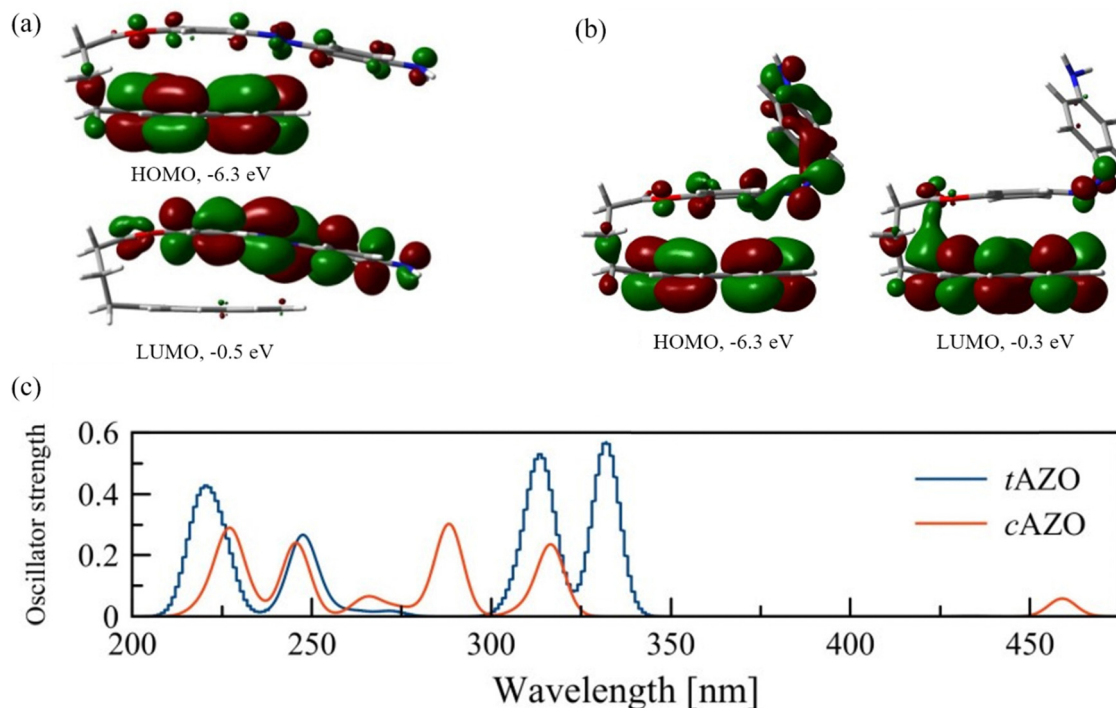 (a)
(b)
HOMO, -6.3 eV
LUMO, -0.5 eV
HOMO, -6.3 eV
LUMO, -0.3 eV
(c)
Oscillator strength
0.6
0.4
0.2
0
tAZO
cAZO
200
250
300
350
400
450
Wavelength [nm]